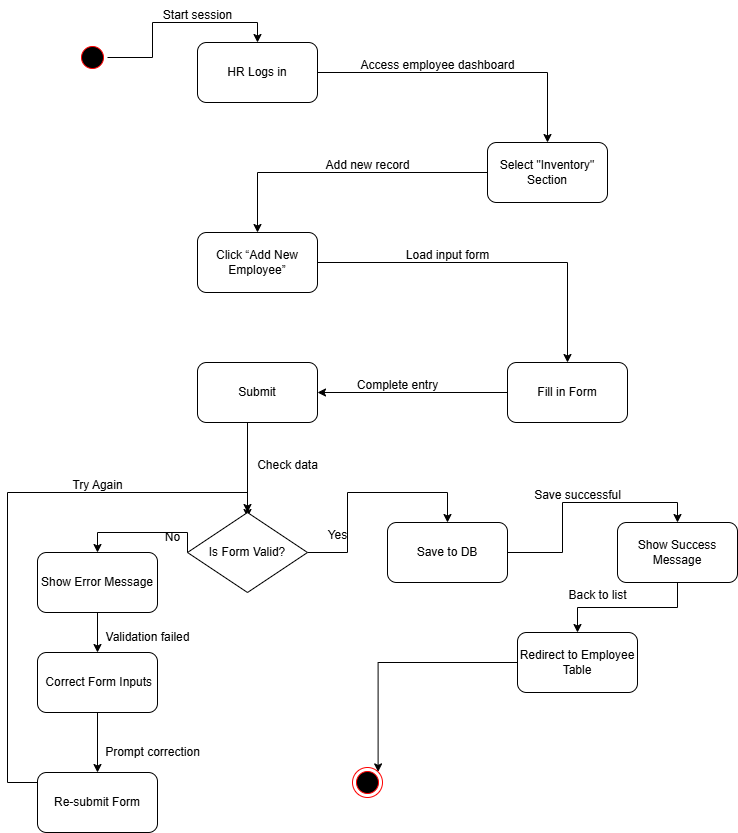 Start session
HR Logs in
Access employee dashboard
Select "Inventory"
Section
Add new record
Click “Add New
Employee”
Load input form
Fill in Form
Complete entry
Submit
Check data
Try Again
Is Form Valid?
No
Yes
Show Error Message
Validation failed
Correct Form Inputs
Prompt correction
Re-submit Form
Save to DB
Save successful
Show Success
Message
Back to list
Redirect to Employee
Table